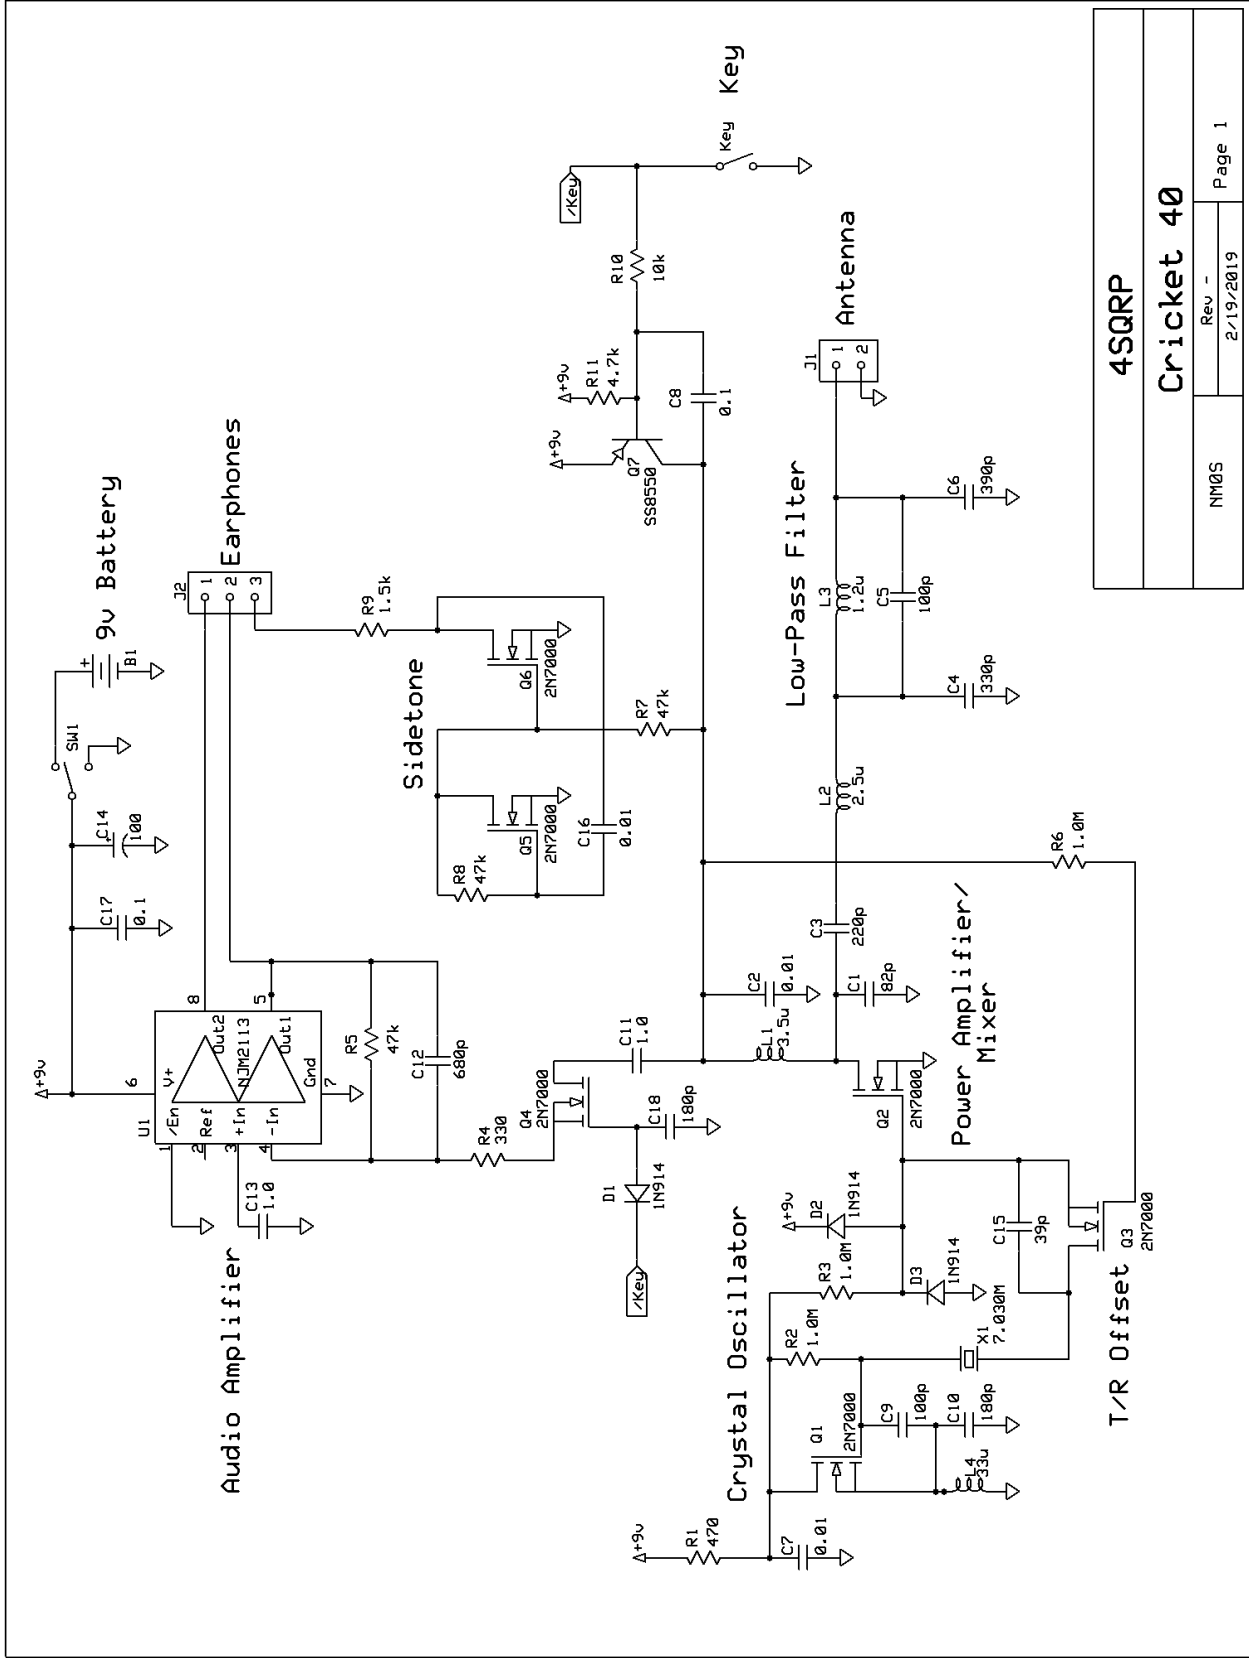 9v Battery
+
B1
SW1
+
C14
100
C17
0.1
+9v
6
V+
U1
/En
Ref
+In
-In
1
2
3
4
Out2
NJM2113
Out1
Gnd
8
5
7
C13
1.0
Audio Amplifier
R5
47k
C12
680p
R4
330
J2
1
2
3
Earphones
R9
1.5k
Sidetone
Q6
2N7000
Q5
2N7000
R8
47k
C16
0.01
R7
47k
Q4
2N7000
C11
1.0
D1
1N914
C18
180p
/Key
/Key
Key
Key
R10
10k
+9v
R11
4.7k
+9v
Q7
SS8550
C8
0.1
J1
1
2
Antenna
Low-Pass Filter
C6
390p
L3
1.2u
C5
100p
C4
330p
L2
2.5u
R6
1.0M
C3
220p
C2
0.01
C1
82p
L1
3.5u
Q2
2N7000
Power Amplifier/
Mixer
Crystal Oscillator
+9v
D2
1N914
R3
1.0M
D3
1N914
R2
1.0M
X1
7.030M
C15
39p
Q3
2N7000
T/R Offset
Q1
2N7000
C9
100p
C10
180p
L4
33u
+9v
R1
470
C7
0.01
4SQRP
Cricket 40
NM0S
Rev -
2/19/2019
Page 1